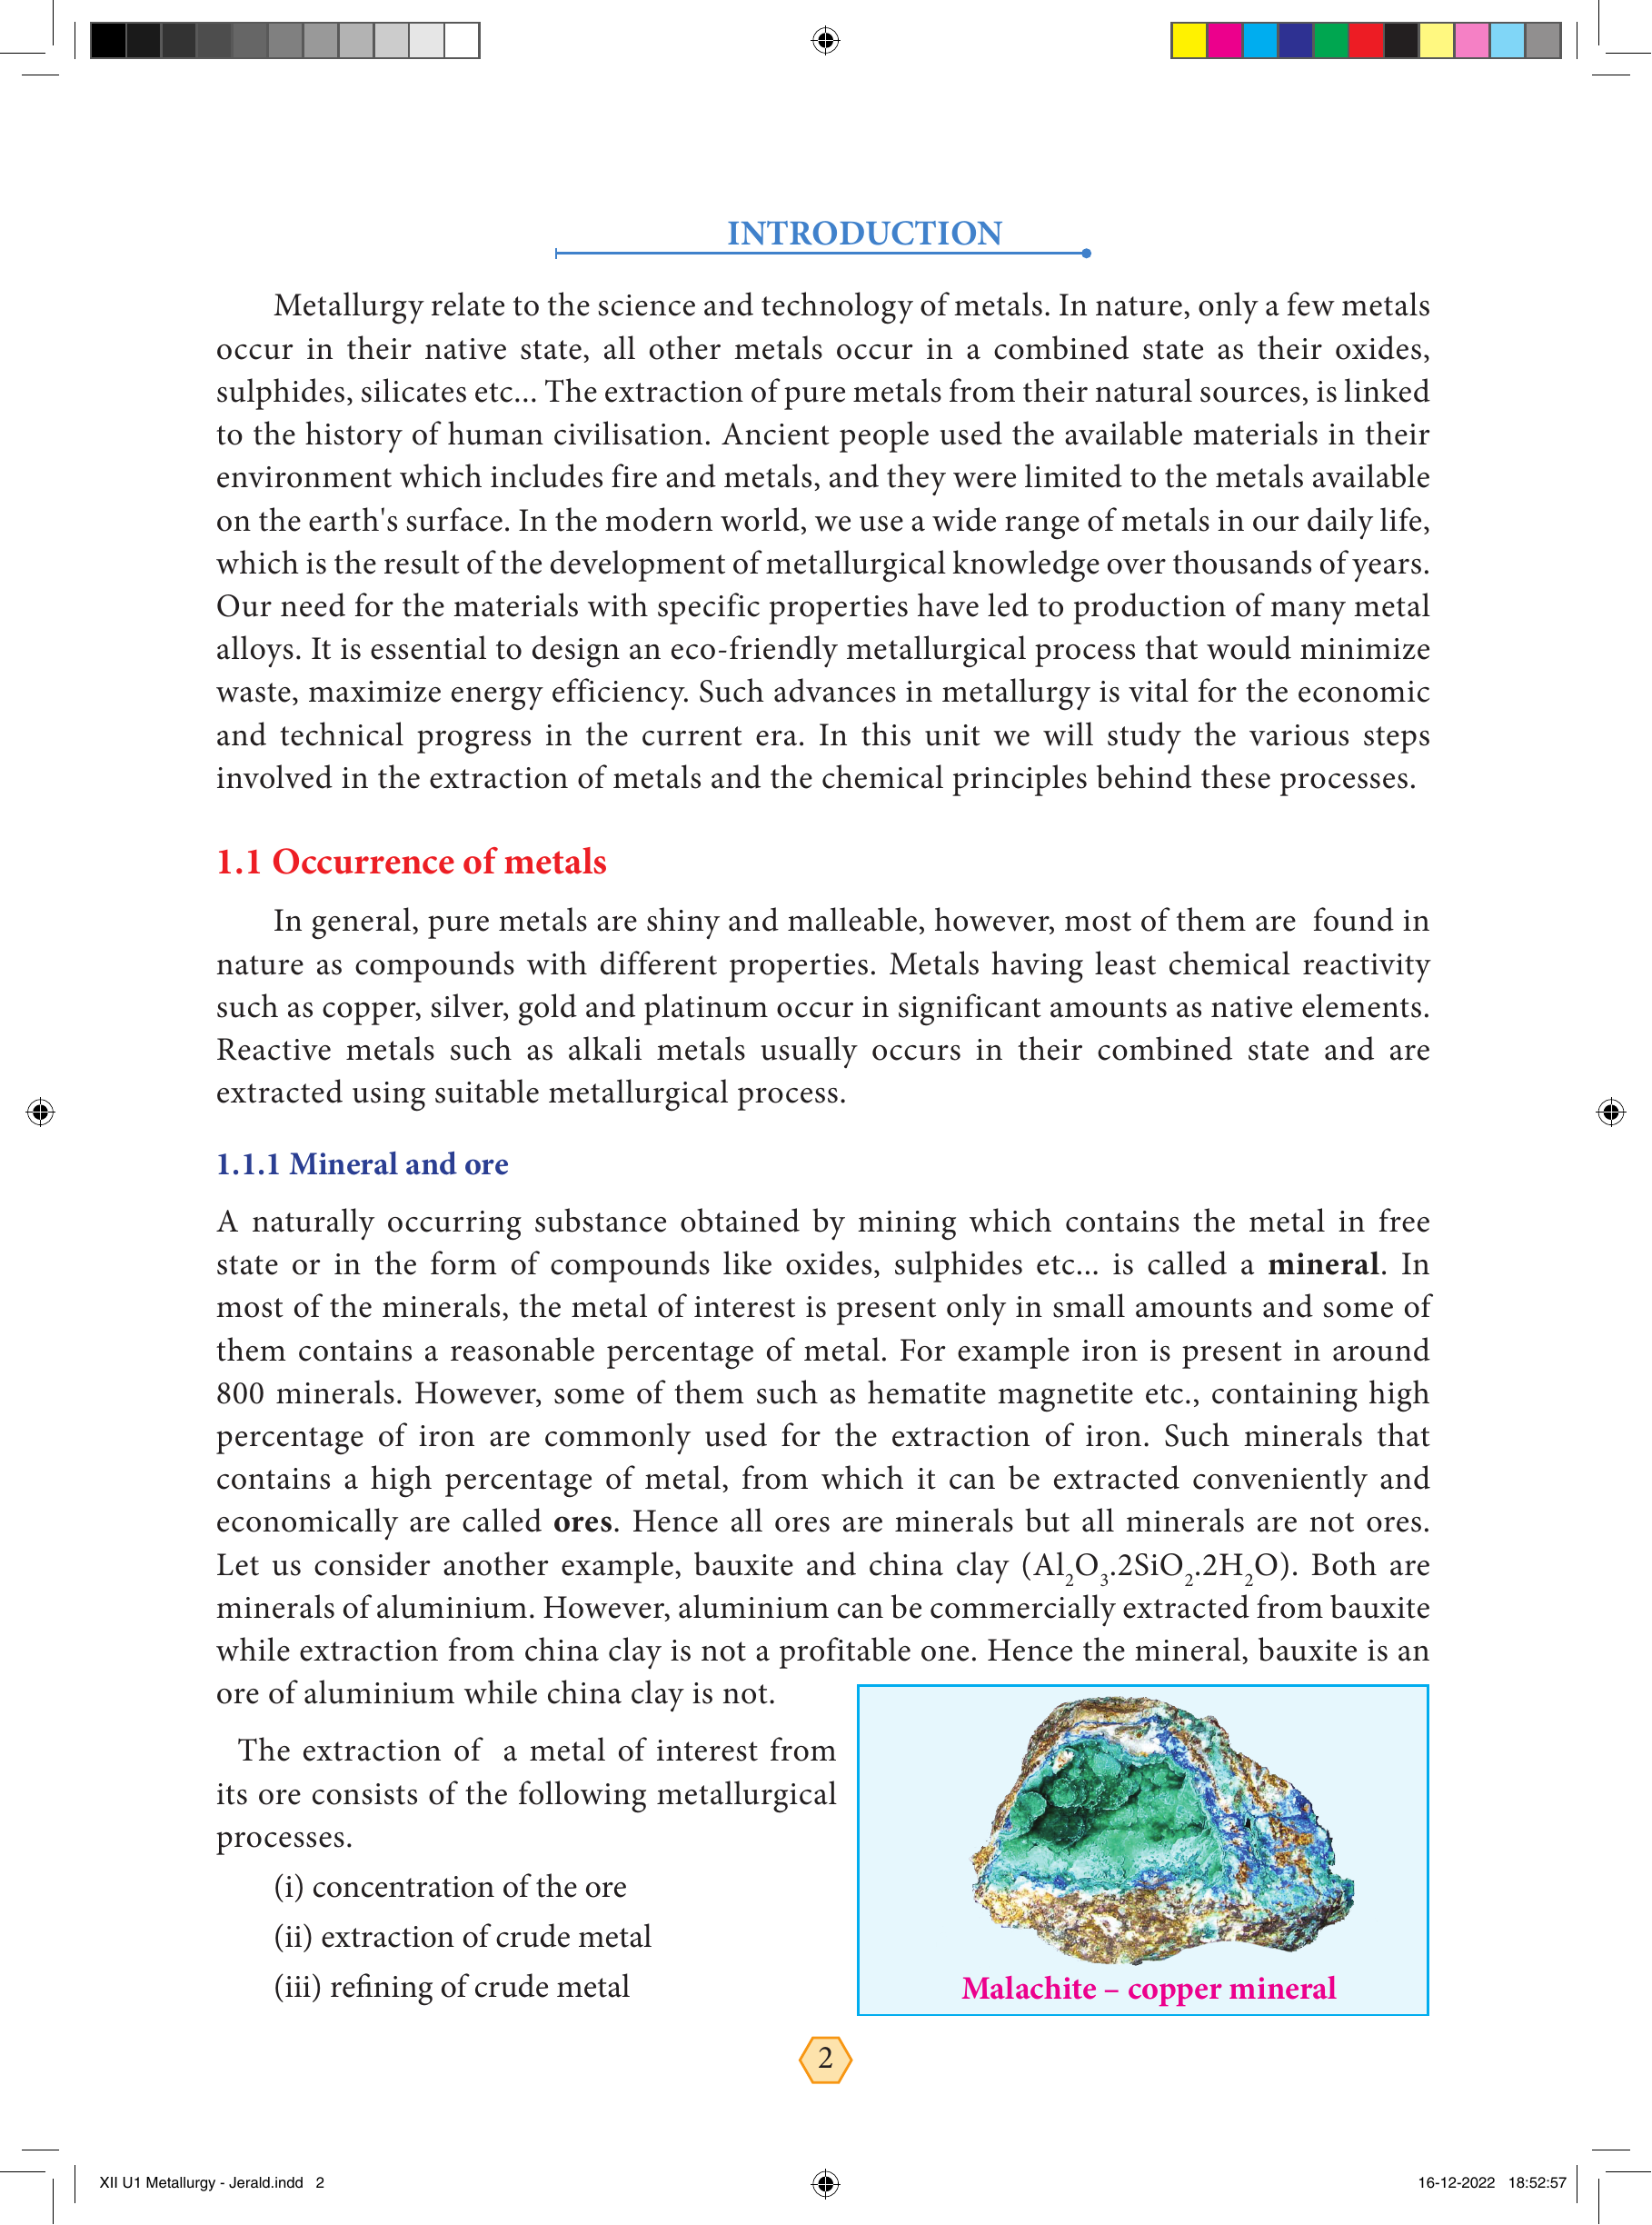 INTRODUCTION
Metallurgy relate to the science and technology of metals. In nature, only a few metals
occur in their native state, all other metals occur in a combined state as their oxides,
sulphides, silicates etc... The extraction of pure metals from their natural sources, is linked
to the history of human civilisation. Ancient people used the available materials in their
environment which includes fire and metals, and they were limited to the metals available
on the earth's surface. In the modern world, we use a wide range of metals in our daily life,
which is the result of the development of metallurgical knowledge over thousands of years.
Our need for the materials with specific properties have led to production of many metal
alloys. It is essential to design an eco-friendly metallurgical process that would minimize
waste, maximize energy efficiency. Such advances in metallurgy is vital for the economic
and technical progress in the current era. In this unit we will study the various steps
involved in the extraction of metals and the chemical principles behind these processes.
1.1 Occurrence of metals
In general, pure metals are shiny and malleable, however, most of them are found in
nature as compounds with different properties. Metals having least chemical reactivity
such as copper, silver, gold and platinum occur in significant amounts as native elements.
Reactive metals such as alkali metals usually occurs in their combined state and are
extracted using suitable metallurgical process.
1.1.1 Mineral and ore
A naturally occurring substance obtained by mining which contains the metal in free
state or in the form of compounds like oxides, sulphides etc... is called a mineral. In
most of the minerals, the metal of interest is present only in small amounts and some of
them contains a reasonable percentage of metal. For example iron is present in around
800 minerals. However, some of them such as hematite magnetite etc., containing high
percentage of iron are commonly used for the extraction of iron. Such minerals that
contains a high percentage of metal, from which it can be extracted conveniently and
economically are called ores. Hence all ores are minerals but all minerals are not ores.
Let us consider another example, bauxite and china clay (Al₂O₃.2SiO₂.2H₂O). Both are
minerals of aluminium. However, aluminium can be commercially extracted from bauxite
while extraction from china clay is not a profitable one. Hence the mineral, bauxite is an
ore of aluminium while china clay is not.
The extraction of a metal of interest from
its ore consists of the following metallurgical
processes.
(i) concentration of the ore
(ii) extraction of crude metal
(iii) refining of crude metal
Malachite – copper mineral
2
XII U1 Metallurgy - Jerald.indd 2
16-12-2022 18:52:57